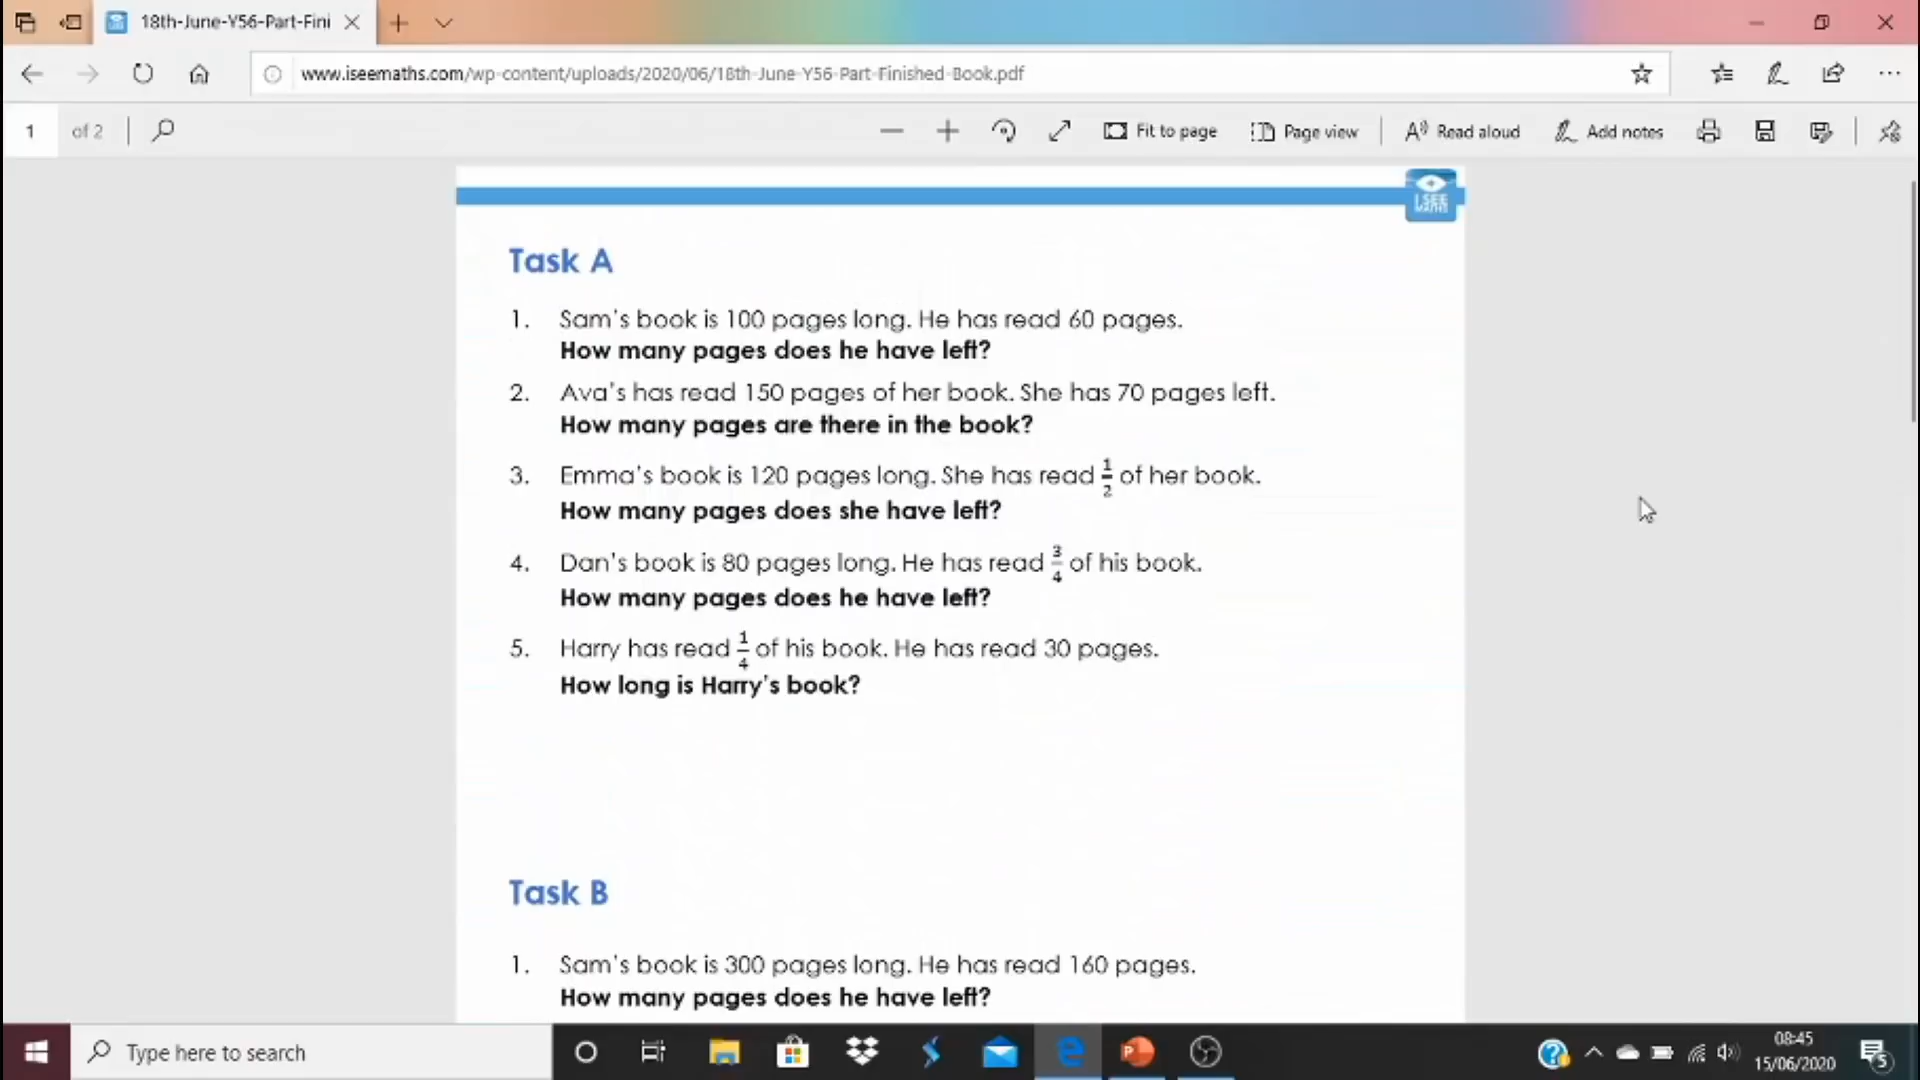 18th-June-Y56-Part-Fini
www.iseemaths.com/wp-content/uploads/2020/06/18th-June-Y56-Part-Finished-Book.pdf
1 of 2 Fit to page Page view Read aloud Add notes
I SEE
MATHS
Task A
1. Sam's book is 100 pages long. He has read 60 pages.
How many pages does he have left?
2. Ava's has read 150 pages of her book. She has 70 pages left.
How many pages are there in the book?
3. Emma's book is 120 pages long. She has read 1/2 of her book.
How many pages does she have left?
4. Dan's book is 80 pages long. He has read 3/4 of his book.
How many pages does he have left?
5. Harry has read 1/4 of his book. He has read 30 pages.
How long is Harry's book?
Task B
1. Sam's book is 300 pages long. He has read 160 pages.
How many pages does he have left?
Type here to search
08:45
15/06/2020
5